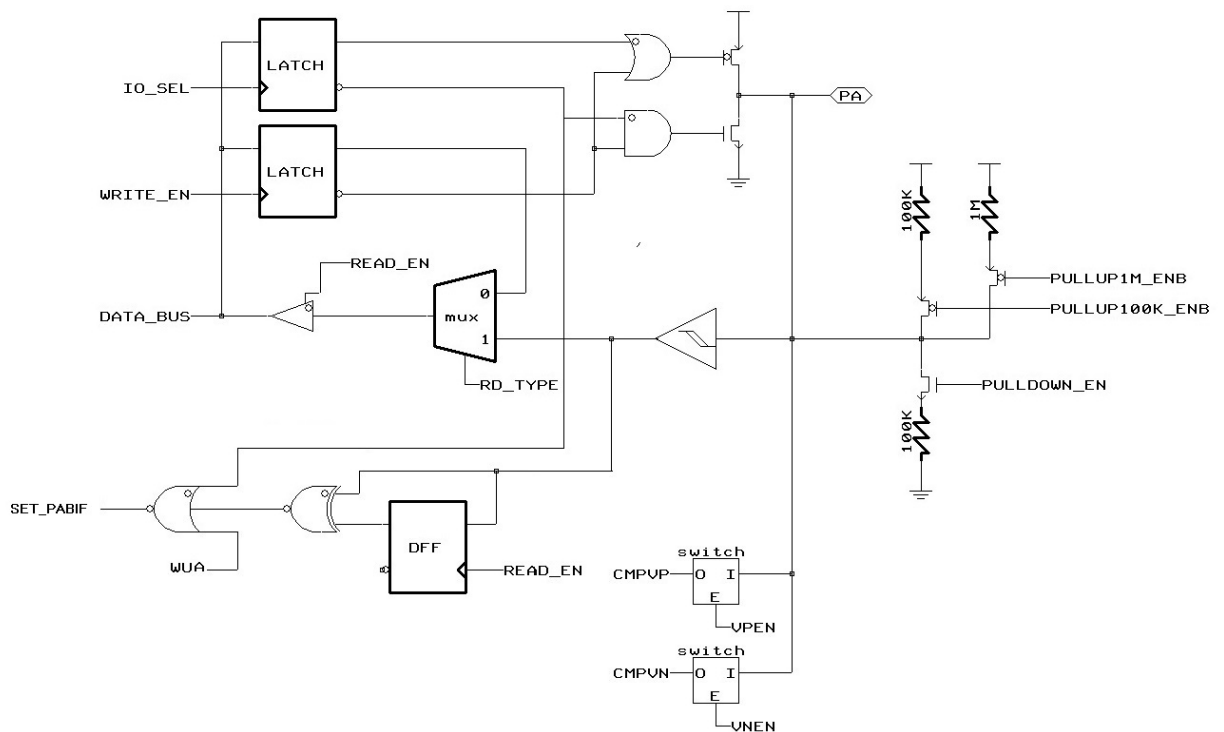 LATCH
IO_SEL
PA
LATCH
WRITE_EN
100K
1M
READ_EN
PULLUP1M_ENB
0
PULLUP100K_ENB
DATA_BUS
mux
1
RD_TYPE
PULLDOWN_EN
100K
SET_PABIF
DFF
WUA
READ_EN
switch
CMPVP
O I
E
VPEN
switch
CMPVN
O I
E
VNEN